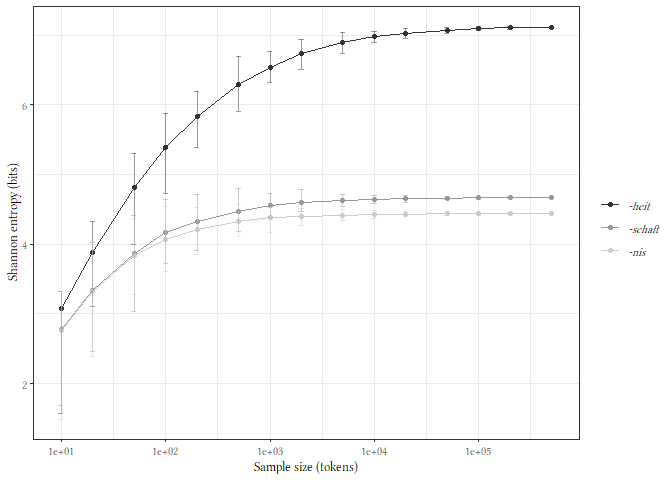 6
4
2
Shannon entropy (bits)
1e+01 1e+02 1e+03 1e+04 1e+05
Sample size (tokens)
-heit
-schaft
-nis